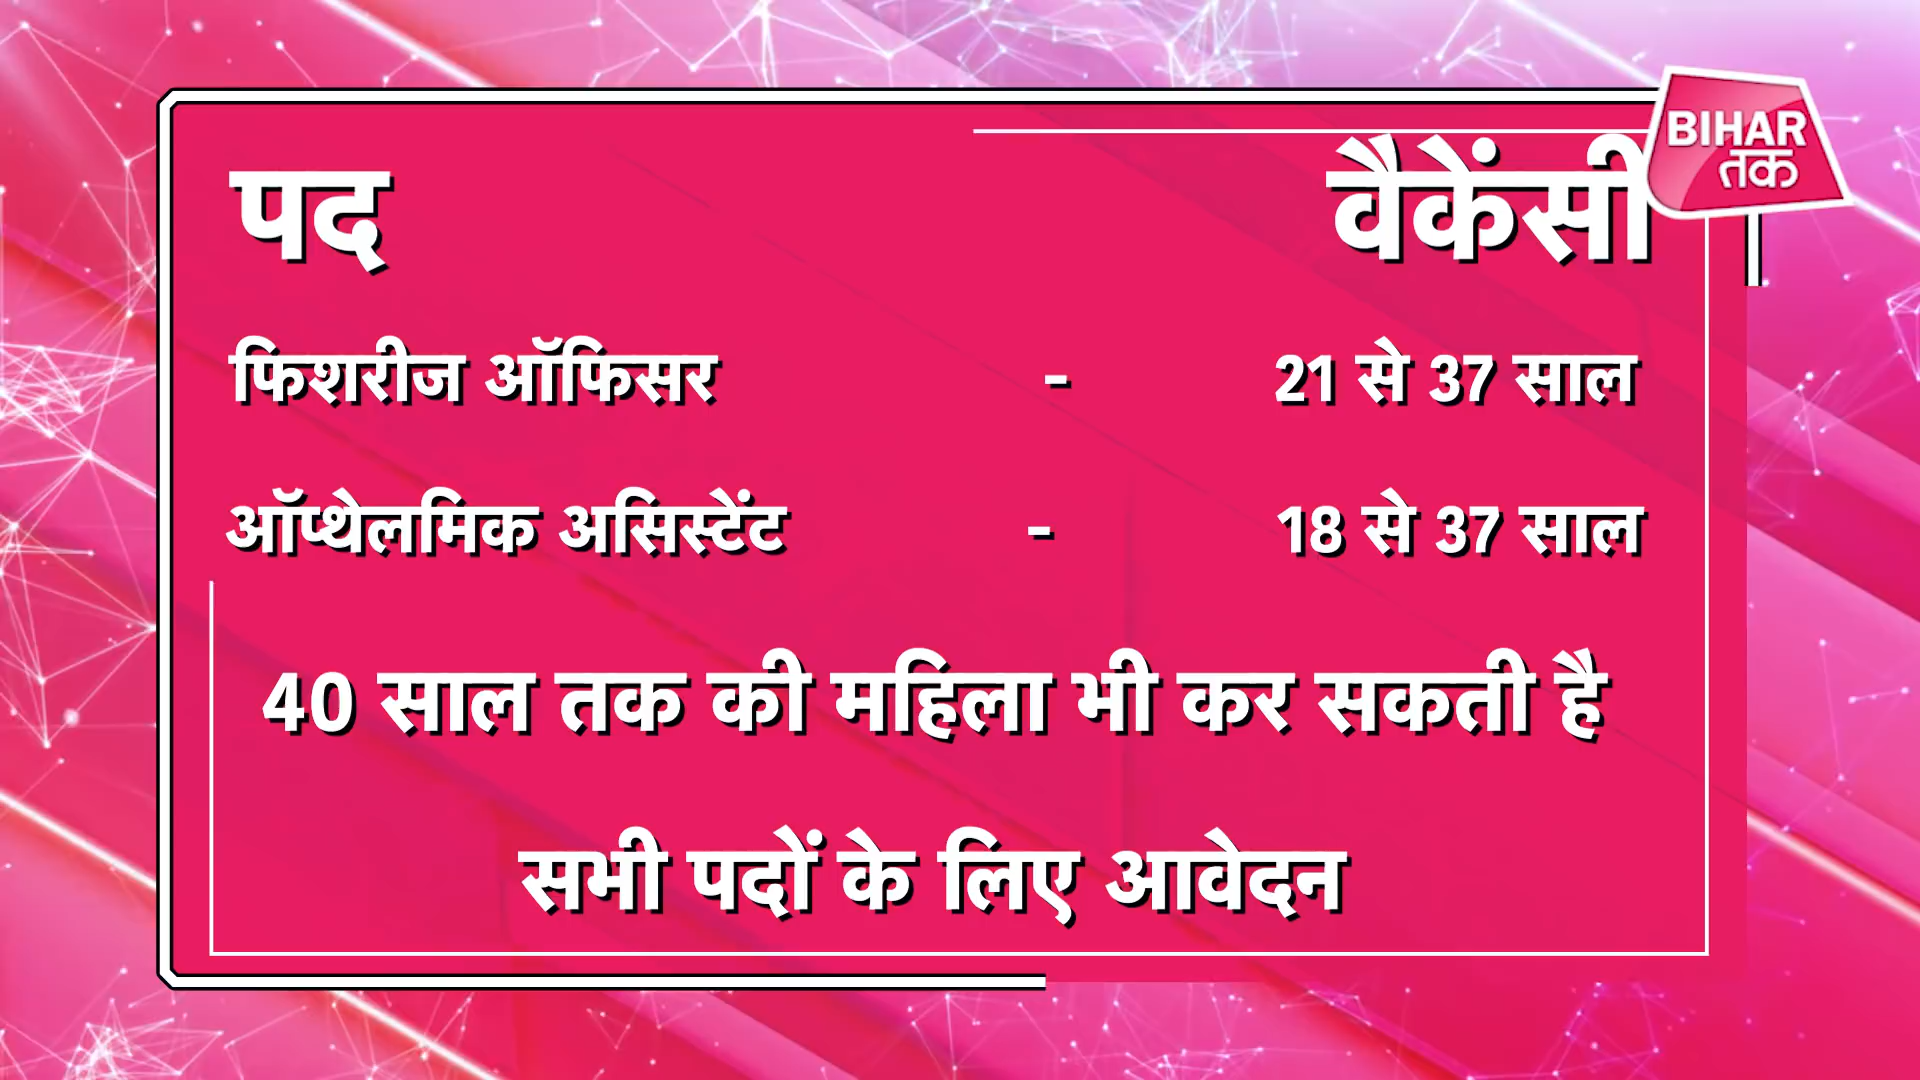 BIHAR
तक
पद वैकेंसी
फिशरीज ऑफिसर - 21 से 37 साल
ऑप्थेलमिक असिस्टेंट - 18 से 37 साल
40 साल तक की महिला भी कर सकती है
सभी पदों के लिए आवेदन